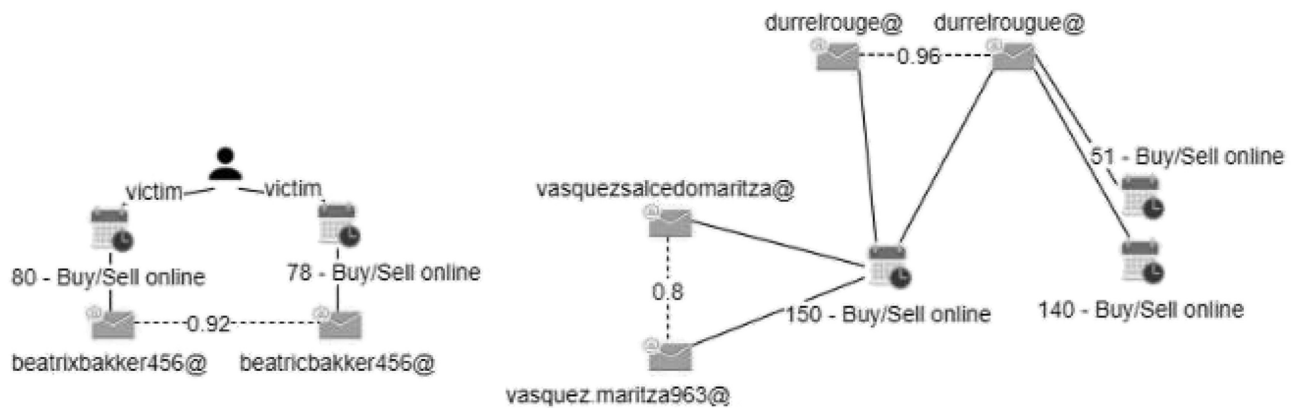 durrelrouge@
durrelrougue@
0.96
51 - Buy/Sell online
victim
victim
vasquezsalcedomaritza@
80 - Buy/Sell online
78 - Buy/Sell online
0.8
150 - Buy/Sell online
140 - Buy/Sell online
0.92
beatrixbakker456@
beatricbakker456@
vasquez.maritza963@